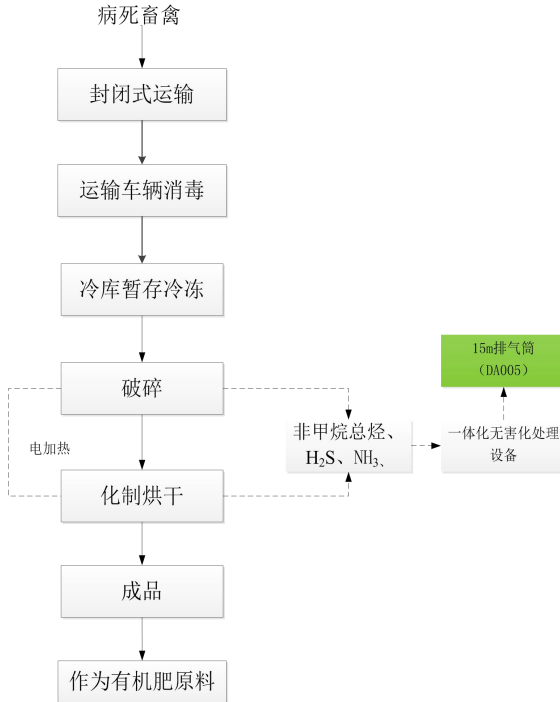 病死畜禽
封闭式运输
运输车辆消毒
冷库暂存冷冻
破碎
15m排气筒
（DA005）
电加热
非甲烷总烃、
H₂S、NH₃、
一体化无害化处理
设备
化制烘干
成品
作为有机肥原料